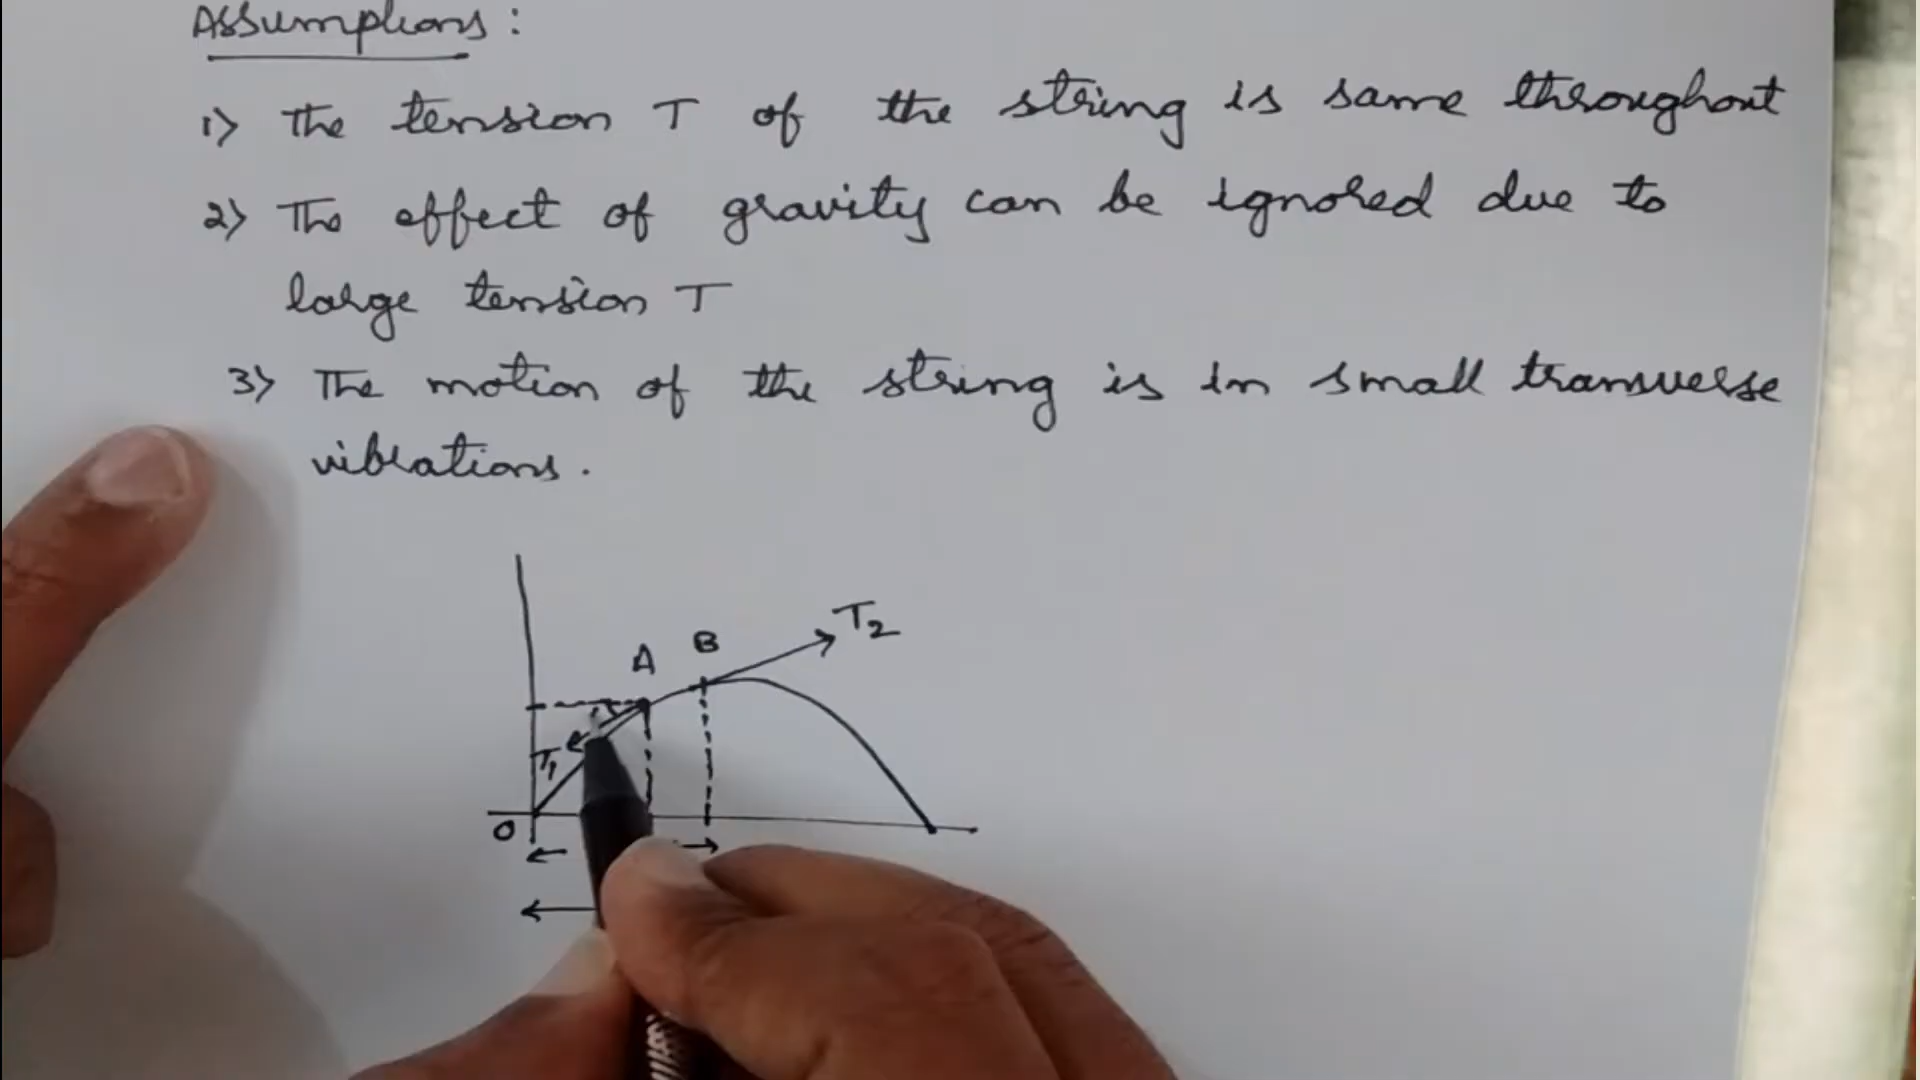 Assumptions :
1) The tension T of the string is same throughout
2) The effect of gravity can be ignored due to
large tension T
3) The motion of the string is in small transverse
vibrations.
T2
B
A
T1
O